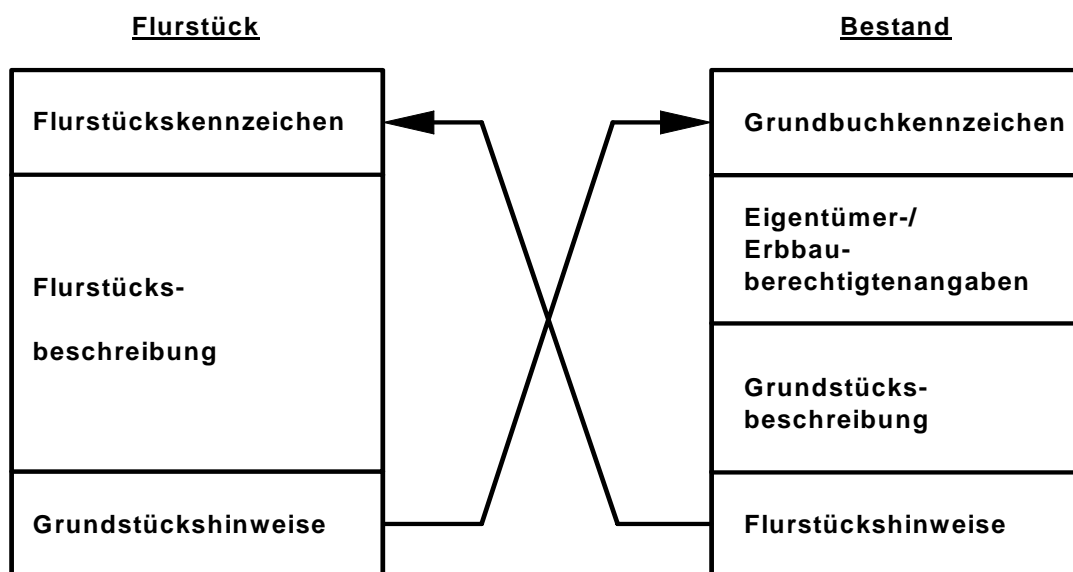 Flurstück
Flurstückskennzeichen
Flurstücks-
beschreibung
Grundstückshinweise
Bestand
Grundbuchkennzeichen
Eigentümer-/
Erbbau-
berechtigtenangaben
Grundstücks-
beschreibung
Flurstückshinweise